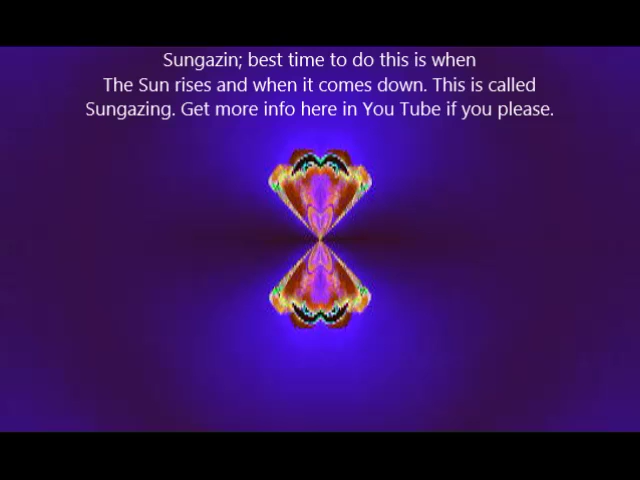 Sungazin; best time to do this is when
The Sun rises and when it comes down. This is called
Sungazing. Get more info here in You Tube if you please.